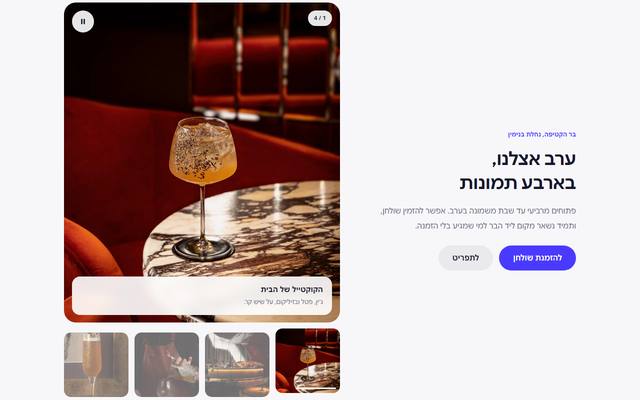 בר הקטיפה, נחלת בנימין
ערב אצלנו,
בארבע תמונות
פתוחים מרביעי עד שבת משמונה בערב. אפשר להזמין שולחן,
ותמיד נשאר מקום ליד הבר למי שמגיע בלי הזמנה.
להזמנת שולחן
לתפריט
4 / 1
הקוקטייל של הבית
ג׳ין, פטל ובזיליקום, על שיש קר.